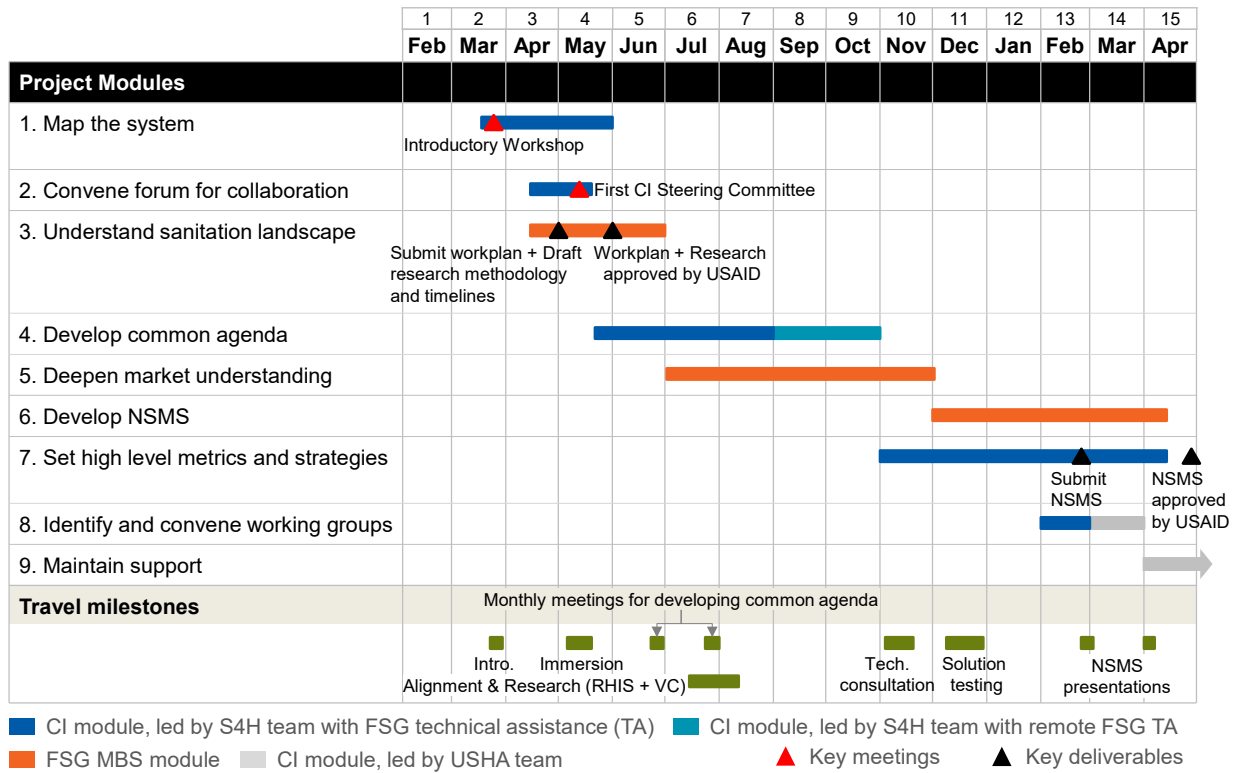 1 2 3 4 5 6 7 8 9 10 11 12 13 14 15
Feb Mar Apr May Jun Jul Aug Sep Oct Nov Dec Jan Feb Mar Apr
Project Modules
1. Map the system
Introductory Workshop
2. Convene forum for collaboration
First CI Steering Committee
3. Understand sanitation landscape
Submit workplan + Draft
research methodology
and timelines
Workplan + Research
approved by USAID
4. Develop common agenda
5. Deepen market understanding
6. Develop NSMS
7. Set high level metrics and strategies
Submit
NSMS
NSMS
approved
by USAID
8. Identify and convene working groups
9. Maintain support
Travel milestones
Monthly meetings for developing common agenda
Intro.
Immersion
Alignment & Research (RHIS + VC)
Tech.
consultation
Solution
testing
NSMS
presentations
CI module, led by S4H team with FSG technical assistance (TA)
CI module, led by S4H team with remote FSG TA
FSG MBS module
CI module, led by USHA team
Key meetings
Key deliverables